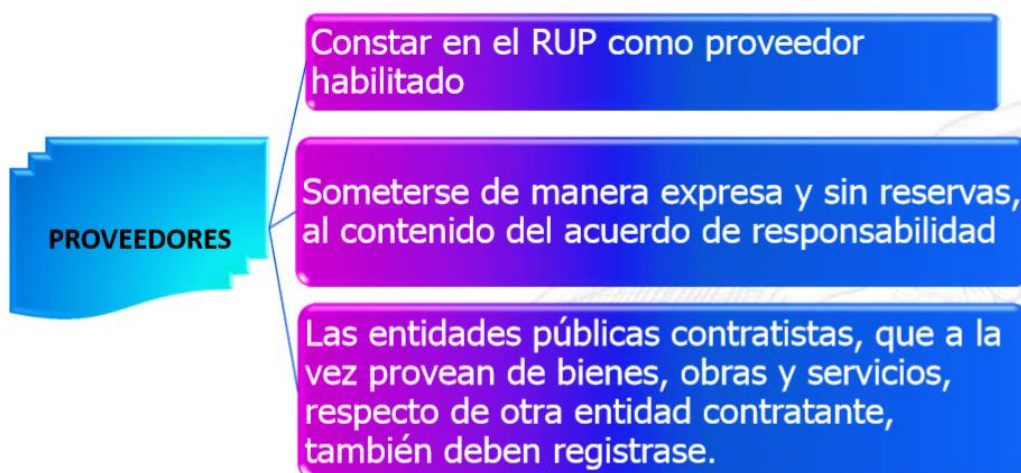 Constar en el RUP como proveedor
habilitado
PROVEEDORES
Someterse de manera expresa y sin reservas,
al contenido del acuerdo de responsabilidad
Las entidades públicas contratistas, que a la
vez provean de bienes, obras y servicios,
respecto de otra entidad contratante,
también deben registrase.